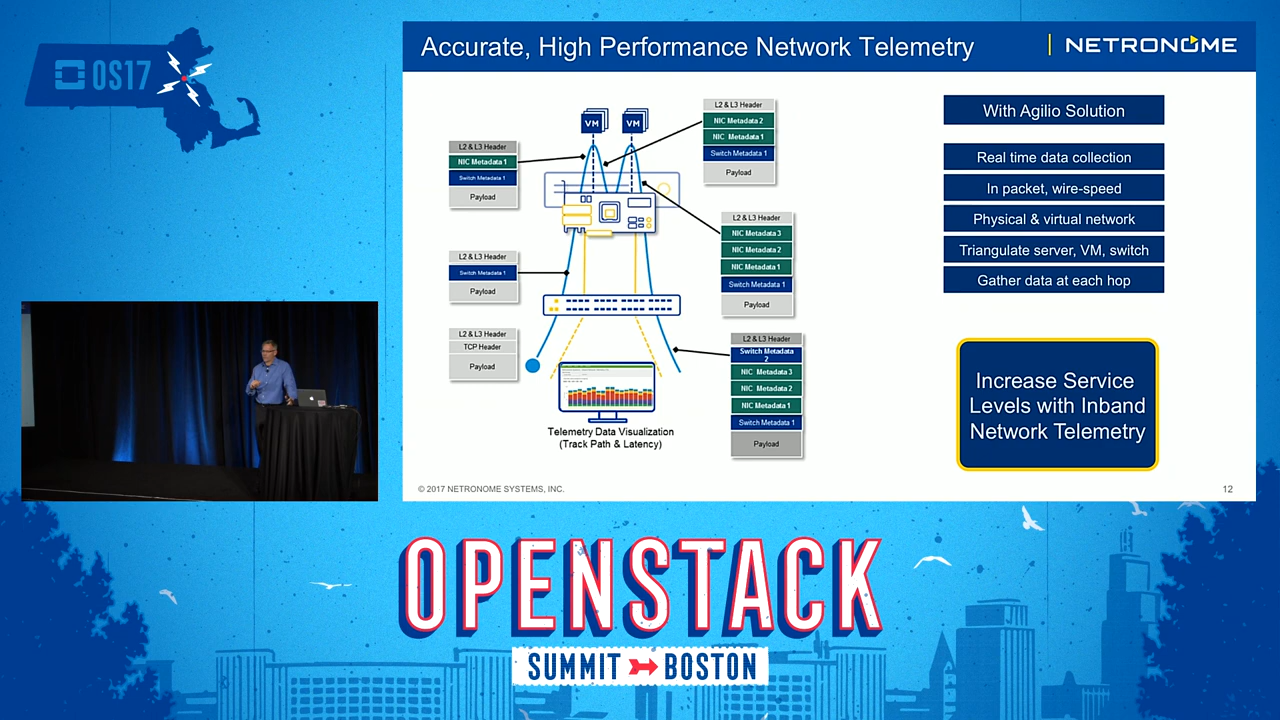 OS17
Accurate, High Performance Network Telemetry
NETRONOME
VM
VM
L2 & L3 Header
NIC Metadata 1
Switch Metadata 1
Payload
L2 & L3 Header
NIC Metadata 2
NIC Metadata 1
Switch Metadata 1
Payload
L2 & L3 Header
NIC Metadata 3
NIC Metadata 2
NIC Metadata 1
Switch Metadata 1
Payload
L2 & L3 Header
Switch Metadata 1
Payload
L2 & L3 Header
TCP Header
Payload
L2 & L3 Header
Switch Metadata
2
NIC Metadata 3
NIC Metadata 2
NIC Metadata 1
Switch Metadata 1
Payload
Telemetry Data Visualization
(Track Path & Latency)
With Agilio Solution
Real time data collection
In packet, wire-speed
Physical & virtual network
Triangulate server, VM, switch
Gather data at each hop
Increase Service
Levels with Inband
Network Telemetry
© 2017 NETRONOME SYSTEMS, INC.
12
OPENSTACK
SUMMIT BOSTON